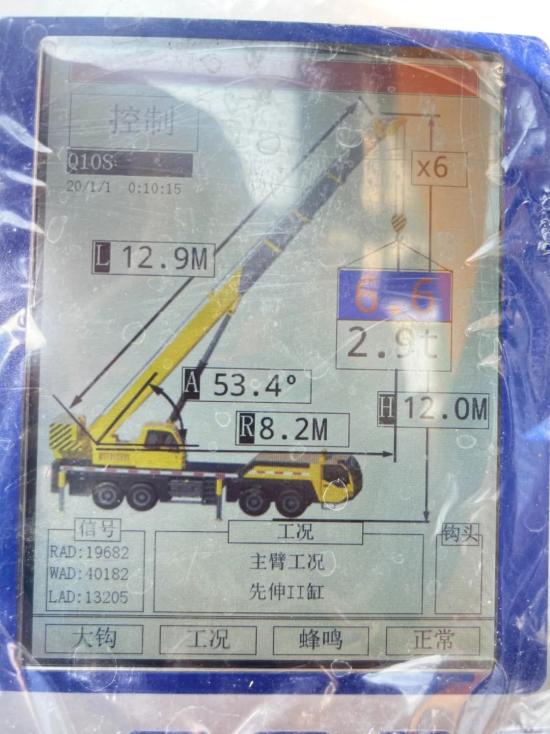 控制
Q10S
20/1/1 0:10:15
x6
L 12.9M
6.6
2.9t
A 53.4°
H 12.0M
R 8.2M
信号
RAD:19682
WAD:40182
LAD:13205
工况
主臂工况
先伸II缸
钩头
大钩
工况
蜂鸣
正常